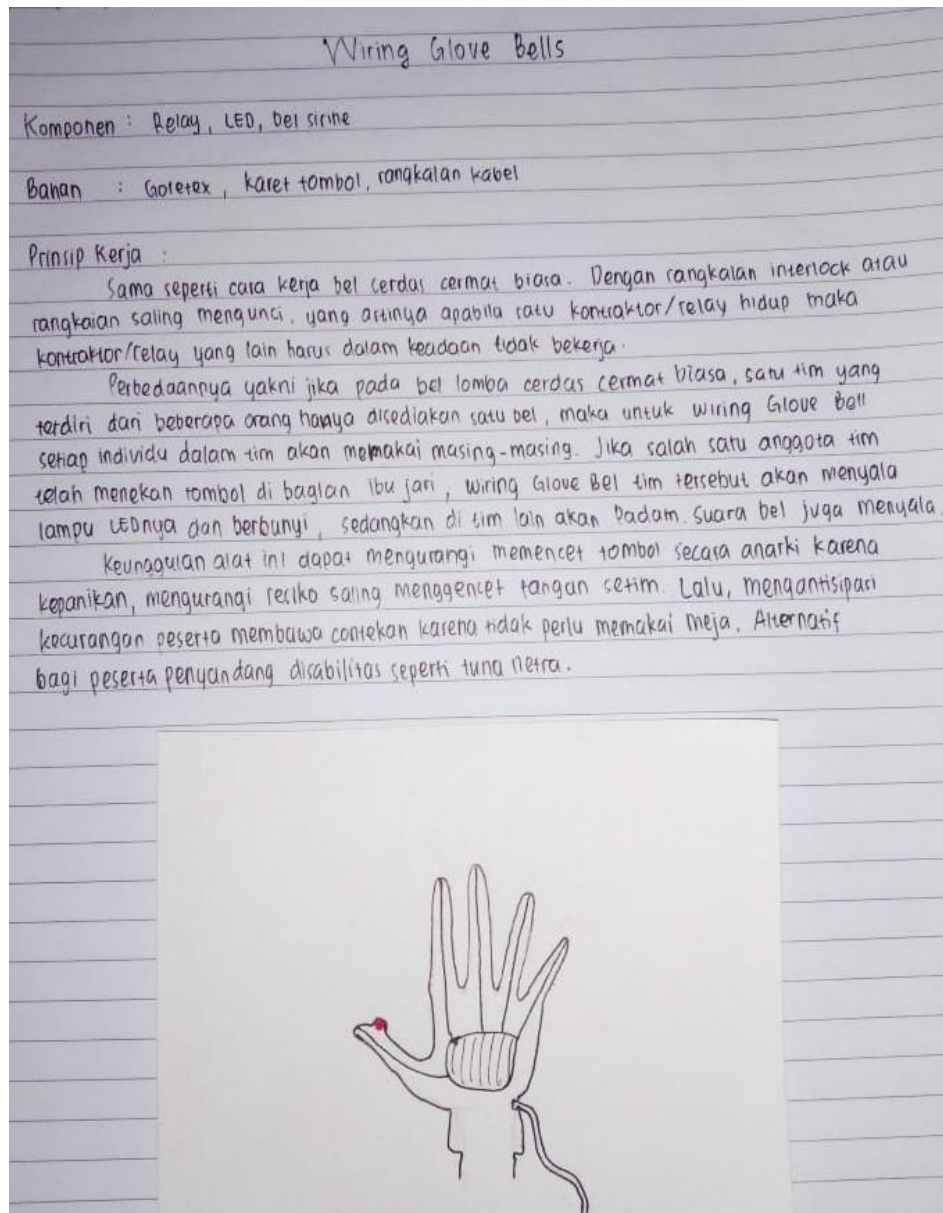 Wiring Glove Bells
Komponen : Relay, LED, bel sirine
Bahan : Goretex, karet tombol, rangkaian kabel
Prinsip Kerja :
Sama seperti cara kerja bel cerdas cermat biasa. Dengan rangkaian interlock atau
rangkaian saling mengunci, yang artinya apabila satu kontraktor/relay hidup maka
kontraktor/relay yang lain harus dalam keadaan tidak bekerja.
Perbedaannya yakni jika pada bel lomba cerdas cermat biasa, satu tim yang
terdiri dari beberapa orang hanya disediakan satu bel, maka untuk wiring Glove Bell
setiap individu dalam tim akan memakai masing-masing. Jika salah satu anggota tim
telah menekan tombol di bagian ibu jari, wiring Glove Bel tim tersebut akan menyala
lampu LEDnya dan berbunyi, sedangkan di tim lain akan Padam. Suara bel juga menyala.
Keunggulan alat ini dapat mengurangi memencet tombol secara anarki karena
kepanikan, mengurangi resiko saling menggencet tangan setim. Lalu, mengantisipasi
kecurangan peserta membawa contekan karena tidak perlu memakai meja. Alternatif
bagi peserta penyandang disabilitas seperti tuna netra.